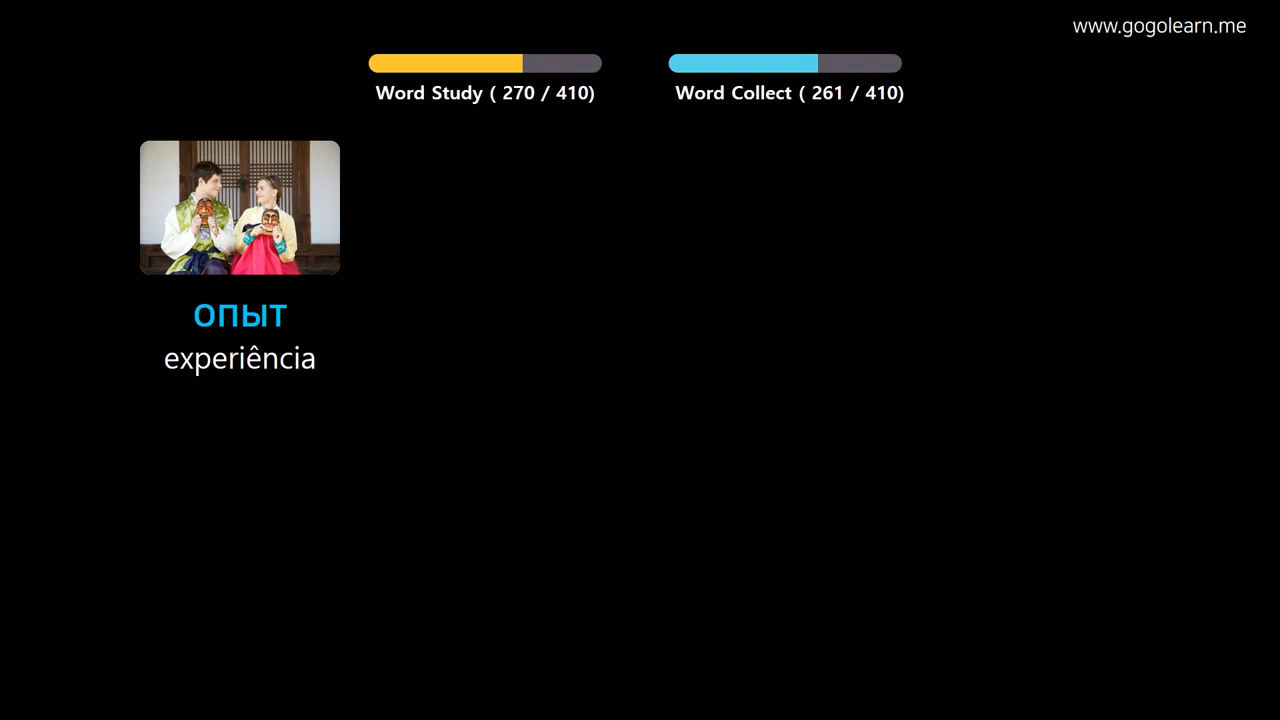 www.gogolearn.me
Word Study ( 270 / 410)
Word Collect ( 261 / 410)
опыт
experiência